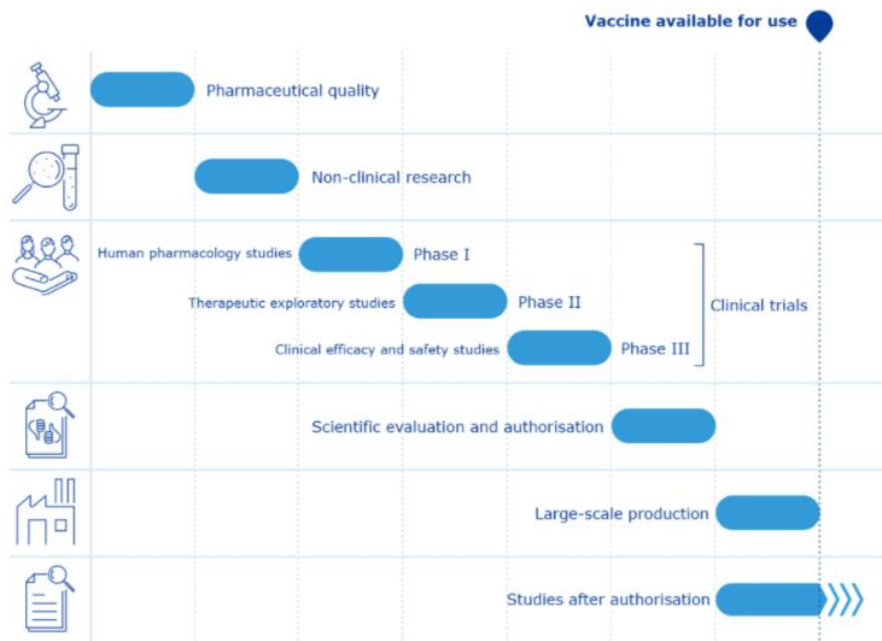 Vaccine available for use
Pharmaceutical quality
Non-clinical research
Human pharmacology studies
Phase I
Therapeutic exploratory studies
Phase II
Clinical trials
Clinical efficacy and safety studies
Phase III
Scientific evaluation and authorisation
Large-scale production
Studies after authorisation